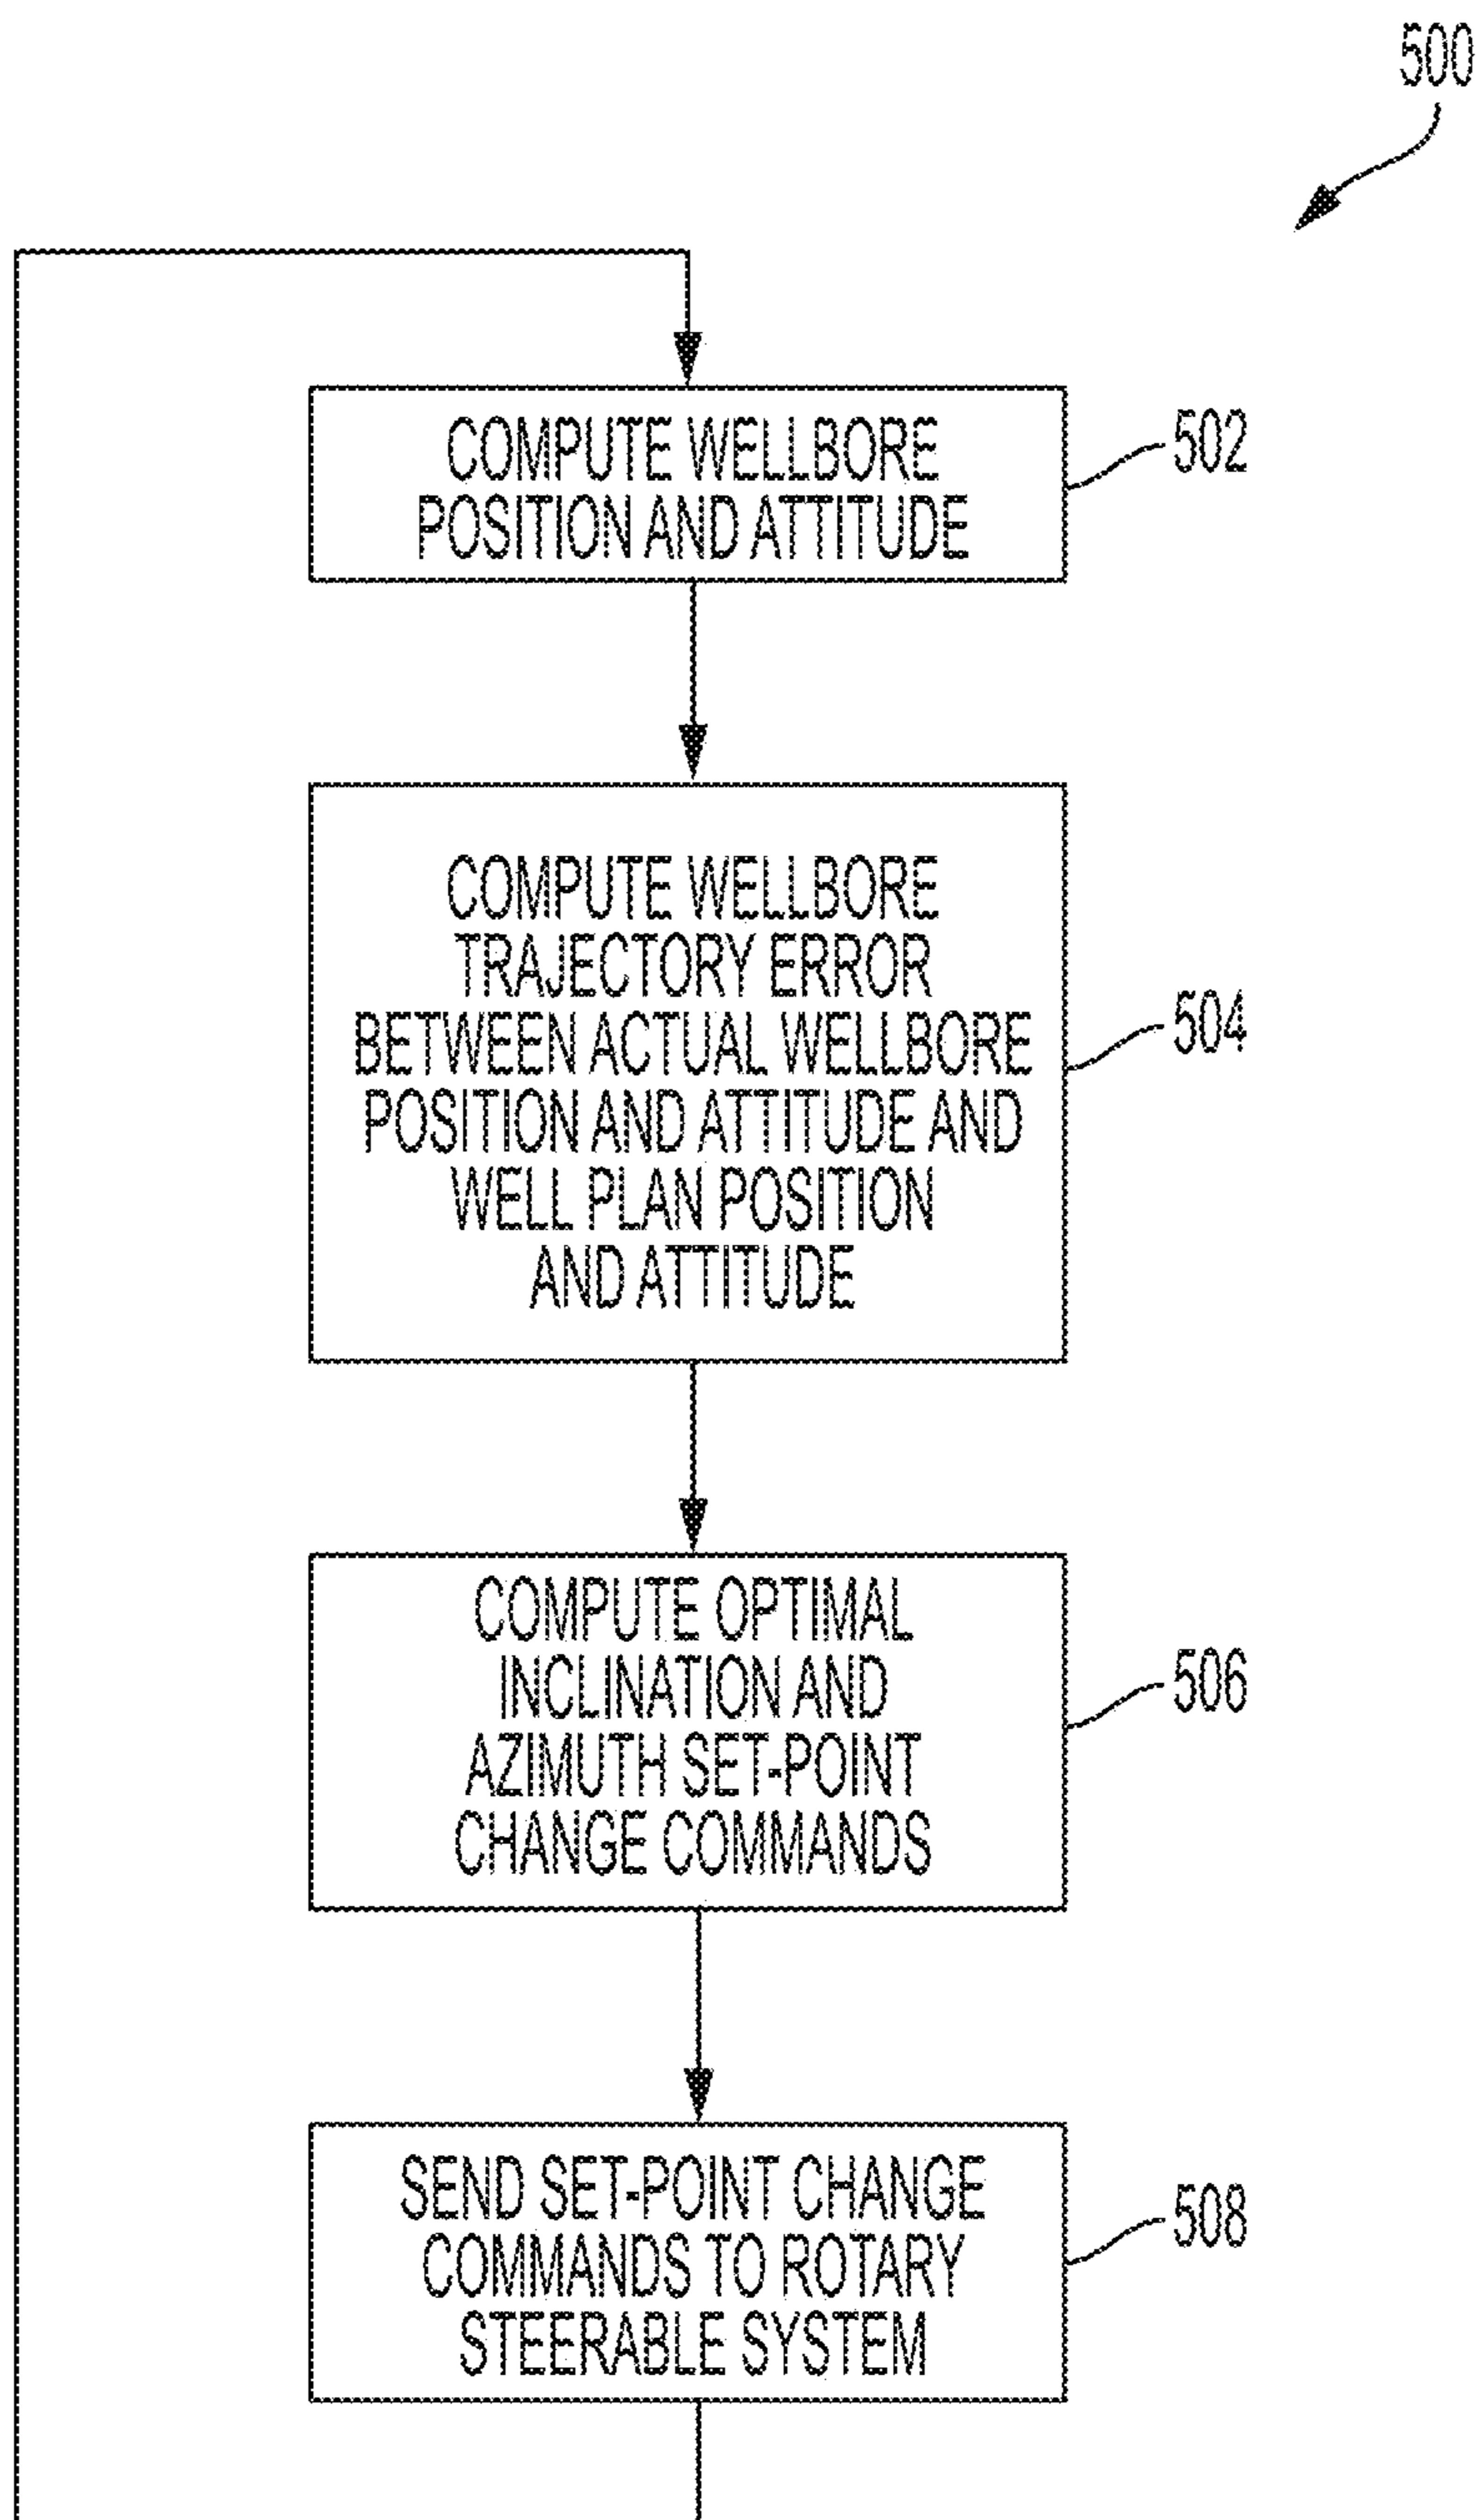 500
COMPUTE WELLBORE
POSITION AND ATTITUDE
502
COMPUTE WELLBORE
TRAJECTORY ERROR
BETWEEN ACTUAL WELLBORE
POSITION AND ATTITUDE AND
WELL PLAN POSITION
AND ATTITUDE
504
COMPUTE OPTIMAL
INCLINATION AND
AZIMUTH SET-POINT
CHANGE COMMANDS
506
SEND SET-POINT CHANGE
COMMANDS TO ROTARY
STEERABLE SYSTEM
508